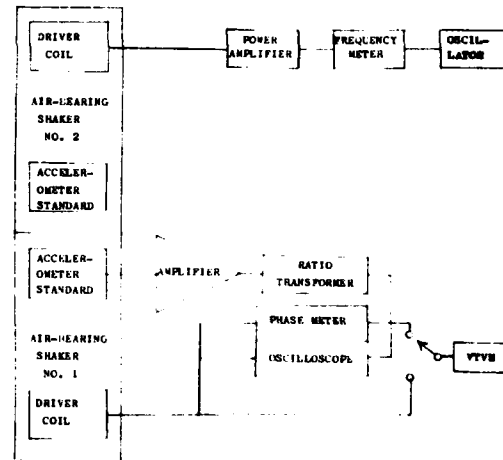 DRIVER
COIL
POWER
AMPLIFIER
FREQUENCY
METER
OSCIL-
LATOR
AIR-BEARING
SHAKER
NO. 2
ACCELER-
OMETER
STANDARD
ACCELER-
OMETER
STANDARD
AMPLIFIER
RATIO
TRANSFORMER
PHASE METER
OSCILLOSCOPE
VTVM
AIR-BEARING
SHAKER
NO. 1
DRIVER
COIL